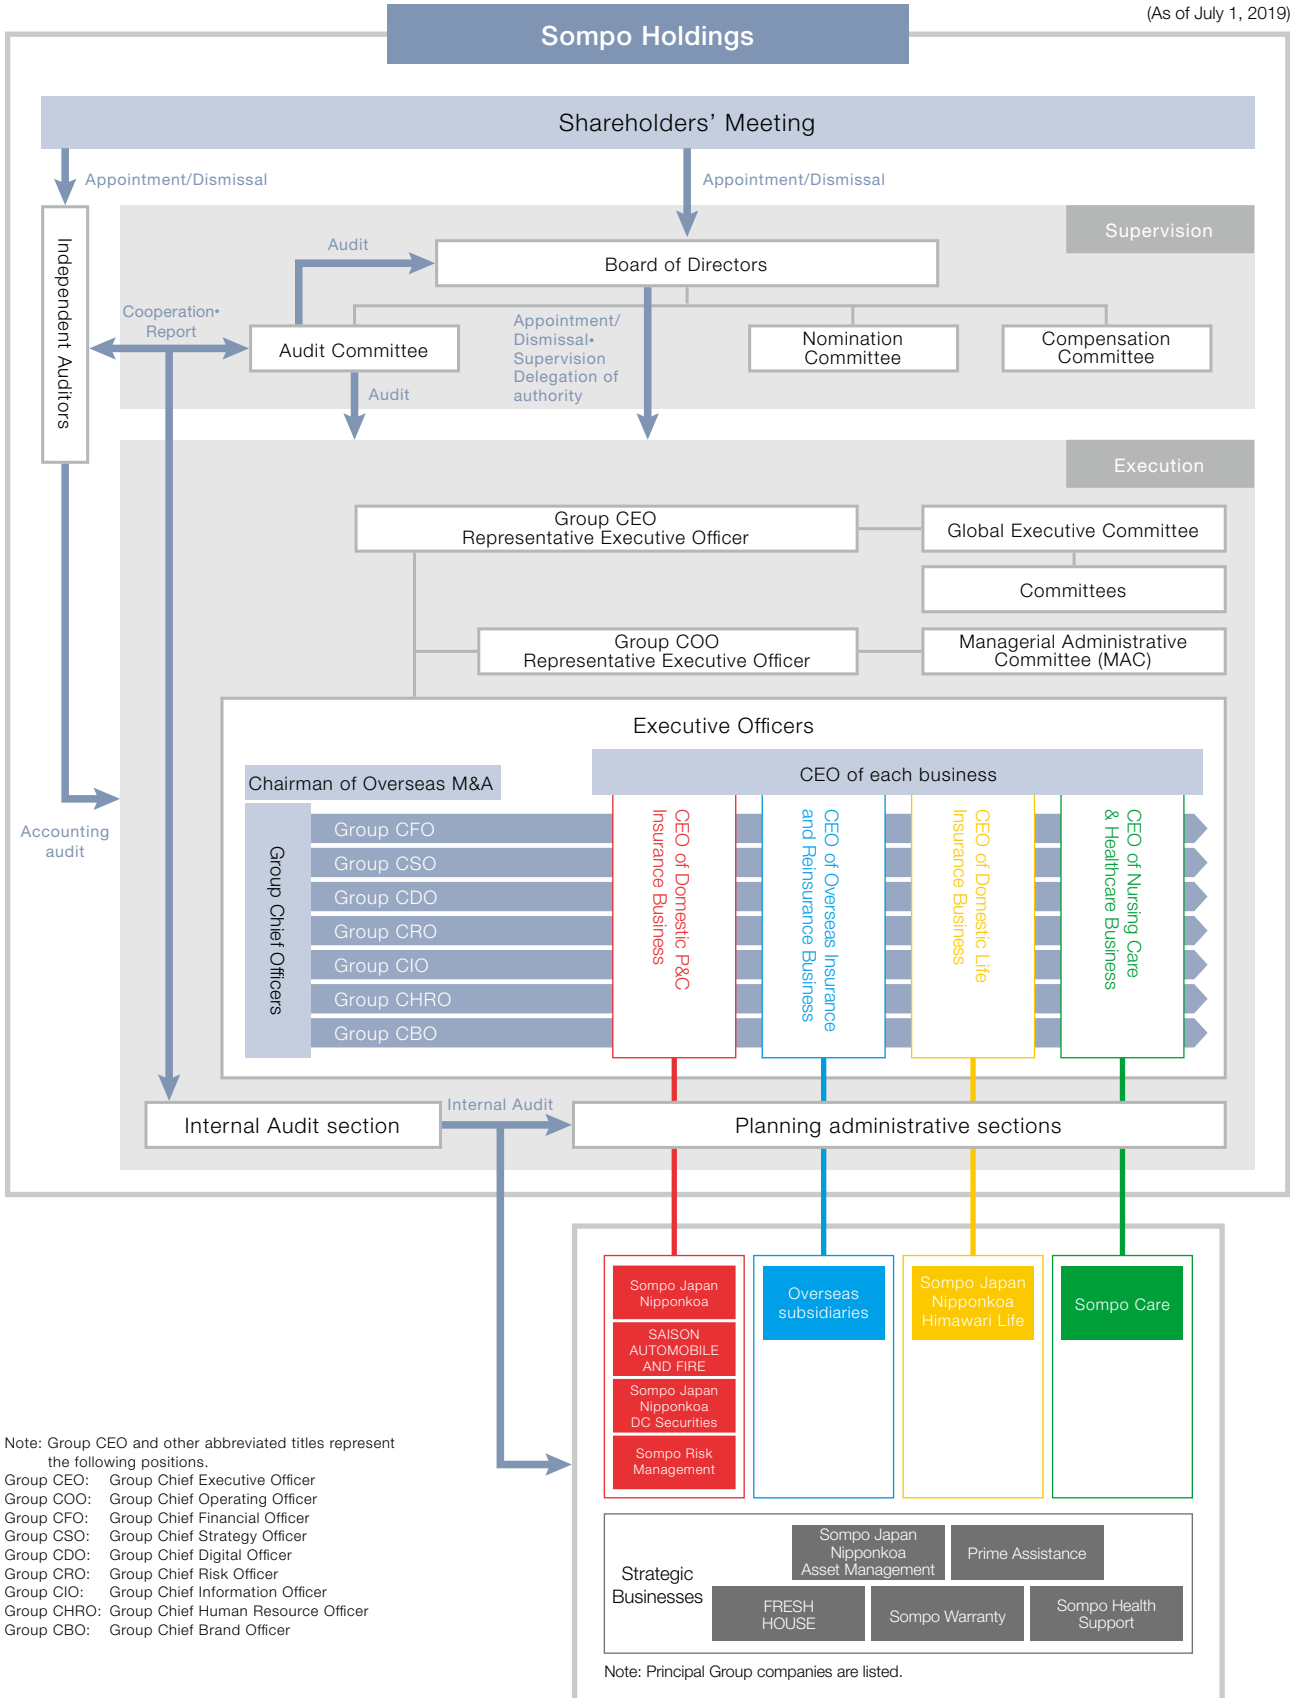 (As of July 1, 2019)
Sompo Holdings
Shareholders’ Meeting
Appointment/Dismissal
Appointment/Dismissal
Independent Auditors
Supervision
Audit
Board of Directors
Cooperation•
Report
Audit Committee
Appointment/
Dismissal•
Supervision
Delegation of
authority
Nomination
Committee
Compensation
Committee
Audit
Execution
Group CEO
Representative Executive Officer
Global Executive Committee
Committees
Group COO
Representative Executive Officer
Managerial Administrative
Committee (MAC)
Executive Officers
Chairman of Overseas M&A
CEO of each business
Accounting
audit
Group Chief Officers
Group CFO
Group CSO
Group CDO
Group CRO
Group CIO
Group CHRO
Group CBO
CEO of Domestic P&C
Insurance Business
CEO of Overseas Insurance
and Reinsurance Business
CEO of Domestic Life
Insurance Business
CEO of Nursing Care
& Healthcare Business
Internal Audit section
Internal Audit
Planning administrative sections
Sompo Japan
Nipponkoa
SAISON
AUTOMOBILE
AND FIRE
Sompo Japan
Nipponkoa
DC Securities
Sompo Risk
Management
Overseas
subsidiaries
Sompo Japan
Nipponkoa
Himawari Life
Sompo Care
Strategic
Businesses
Sompo Japan
Nipponkoa
Asset Management
Prime Assistance
FRESH
HOUSE
Sompo Warranty
Sompo Health
Support
Note: Principal Group companies are listed.
Note: Group CEO and other abbreviated titles represent
the following positions.
Group CEO: Group Chief Executive Officer
Group COO: Group Chief Operating Officer
Group CFO: Group Chief Financial Officer
Group CSO: Group Chief Strategy Officer
Group CDO: Group Chief Digital Officer
Group CRO: Group Chief Risk Officer
Group CIO: Group Chief Information Officer
Group CHRO: Group Chief Human Resource Officer
Group CBO: Group Chief Brand Officer